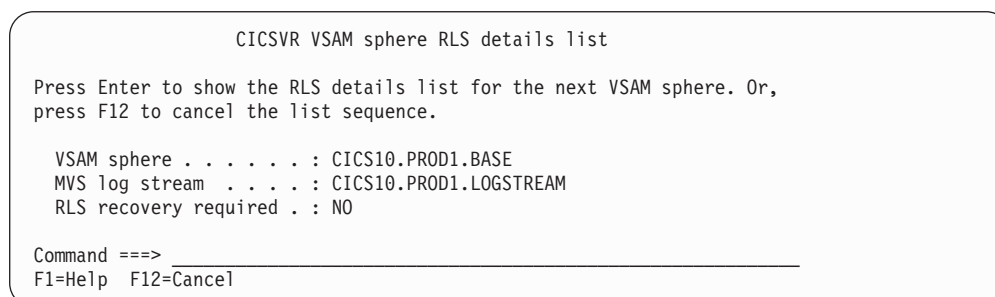 CICSVR VSAM sphere RLS details list
Press Enter to show the RLS details list for the next VSAM sphere. Or,
press F12 to cancel the list sequence.
VSAM sphere . . . . . . : CICS10.PROD1.BASE
MVS log stream . . . . : CICS10.PROD1.LOGSTREAM
RLS recovery required . : NO
Command ===> ___________________________________________________________
F1=Help F12=Cancel